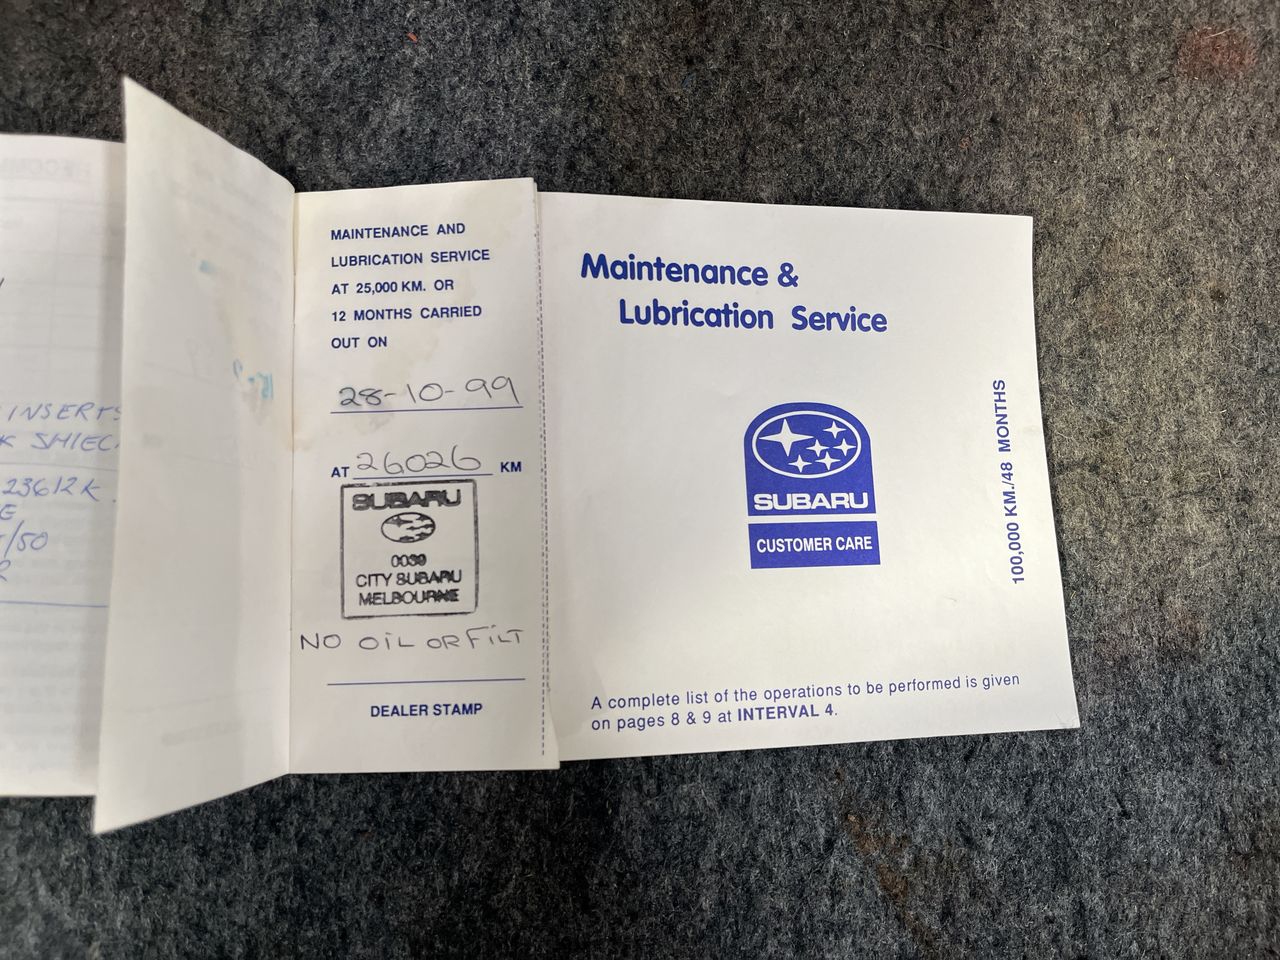 INSERTS
SHIEL
23612K
/50
MAINTENANCE AND
LUBRICATION SERVICE
AT 25,000 KM. OR
12 MONTHS CARRIED
OUT ON
28-10-99
AT 26026 KM
SUBARU
0039
CITY SUBARU
MELBOURNE
NO OIL OR FILT
DEALER STAMP
Maintenance &
Lubrication Service
SUBARU
CUSTOMER CARE
100,000 KM./48 MONTHS
A complete list of the operations to be performed is given
on pages 8 & 9 at INTERVAL 4.